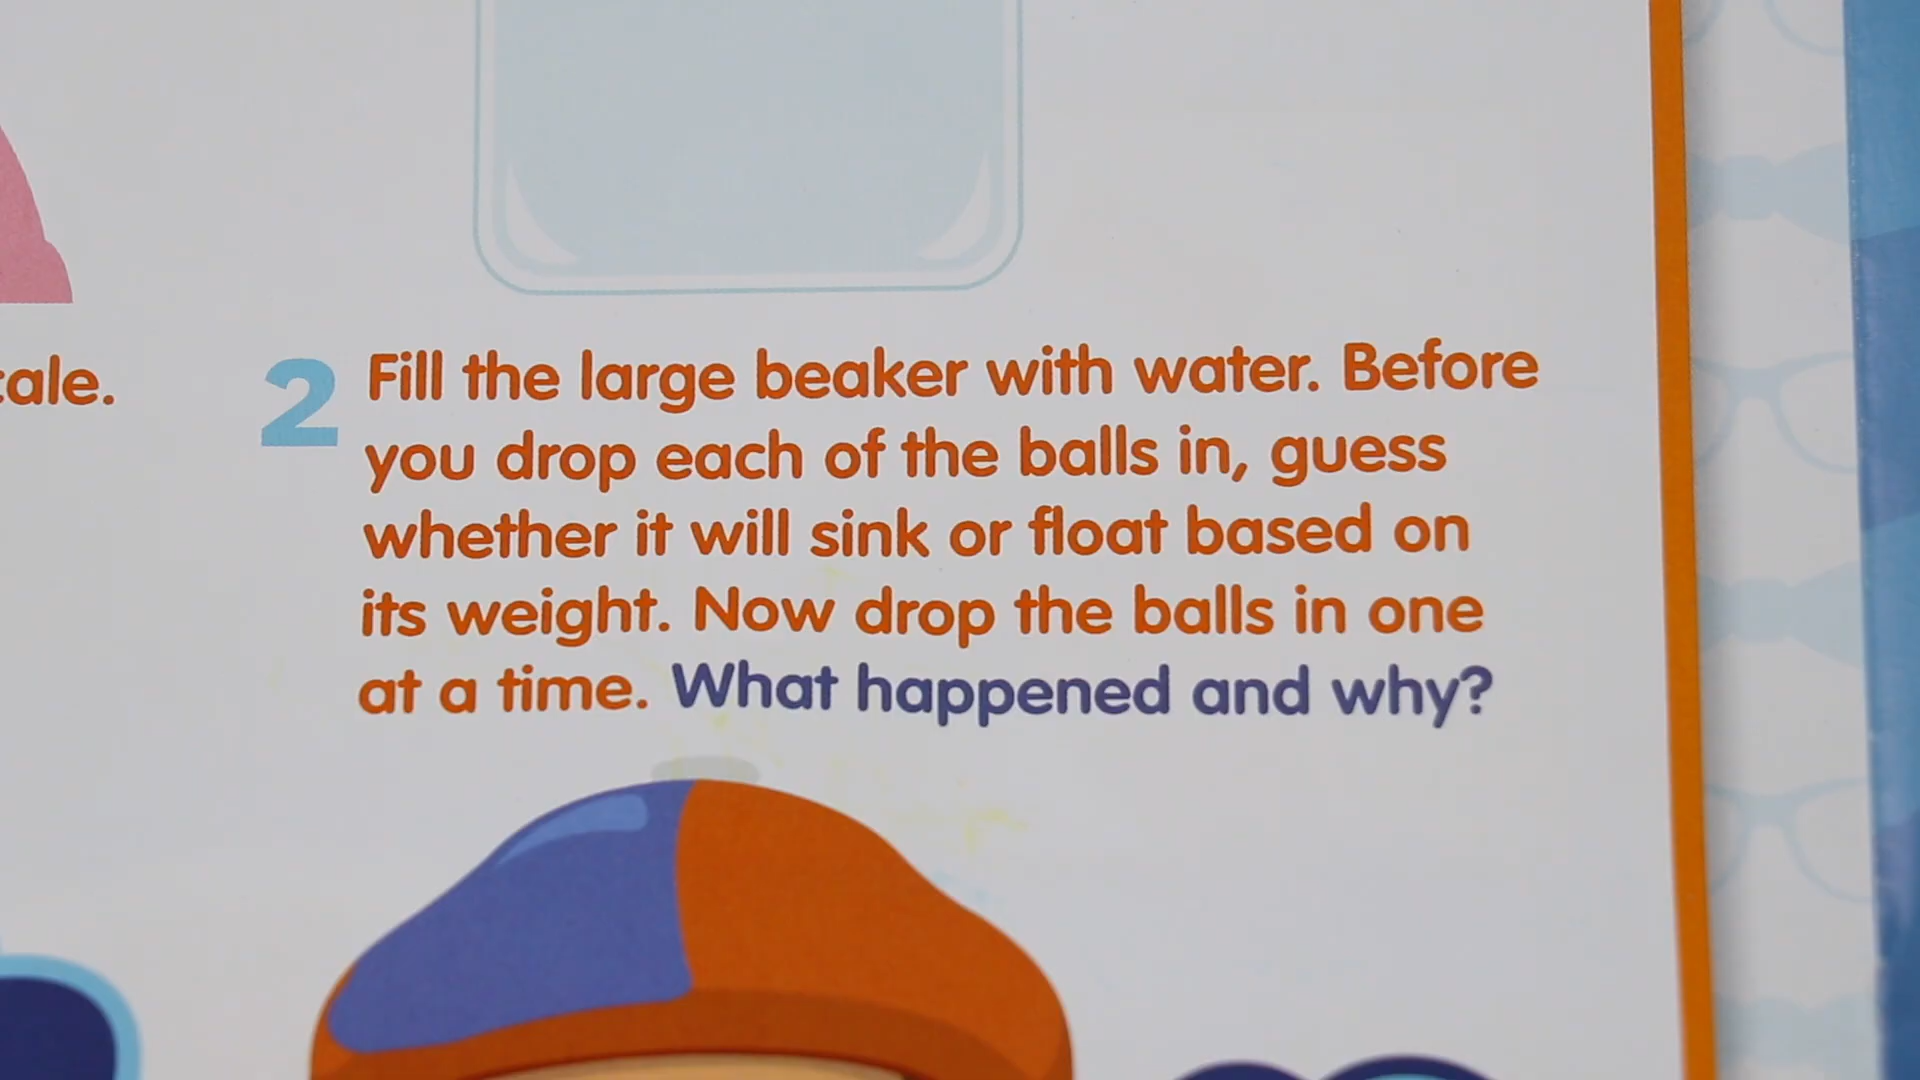 2 Fill the large beaker with water. Before
you drop each of the balls in, guess
whether it will sink or float based on
its weight. Now drop the balls in one
at a time. What happened and why?